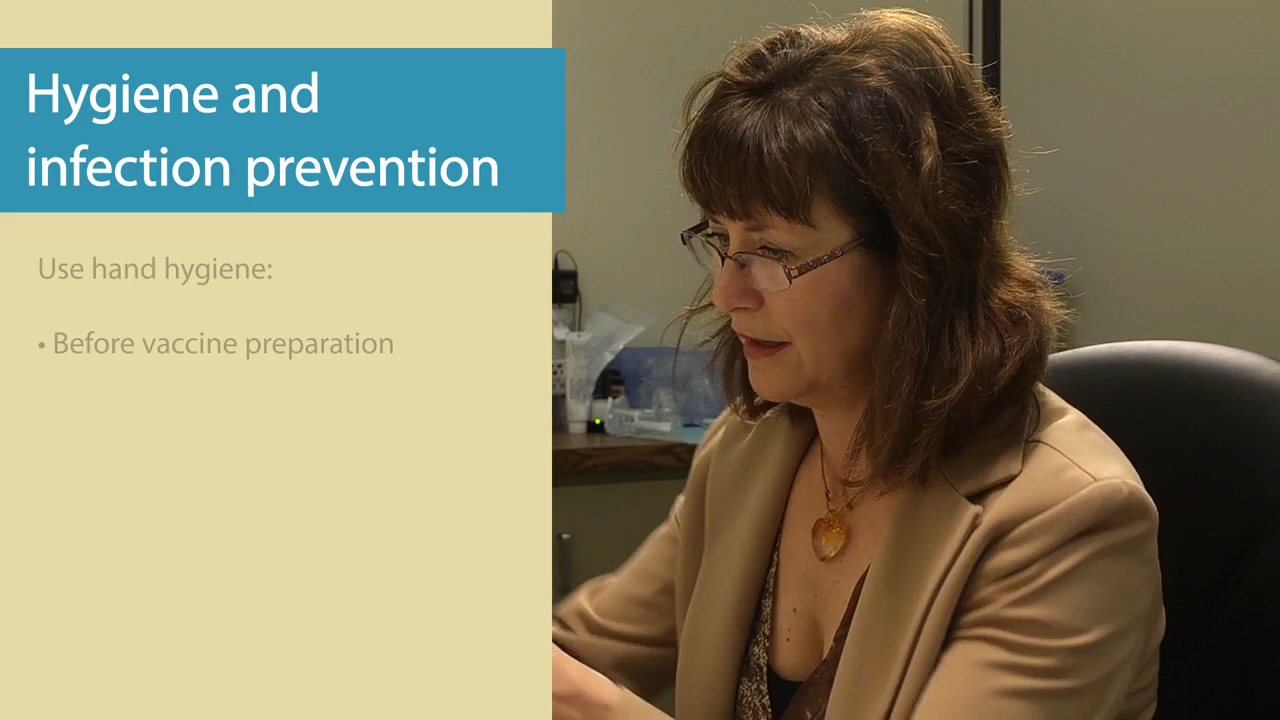 Hygiene and
infection prevention
Use hand hygiene:
• Before vaccine preparation